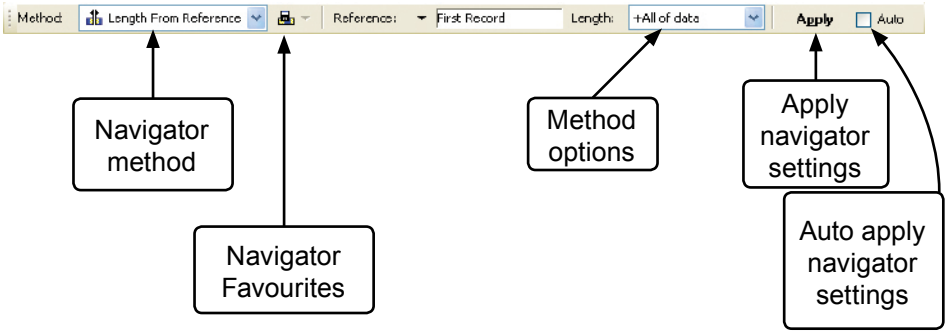 Method: Length From Reference Reference: First Record Length: +All of data Apply Auto
Navigator
method
Navigator
Favourites
Method
options
Apply
navigator
settings
Auto apply
navigator
settings